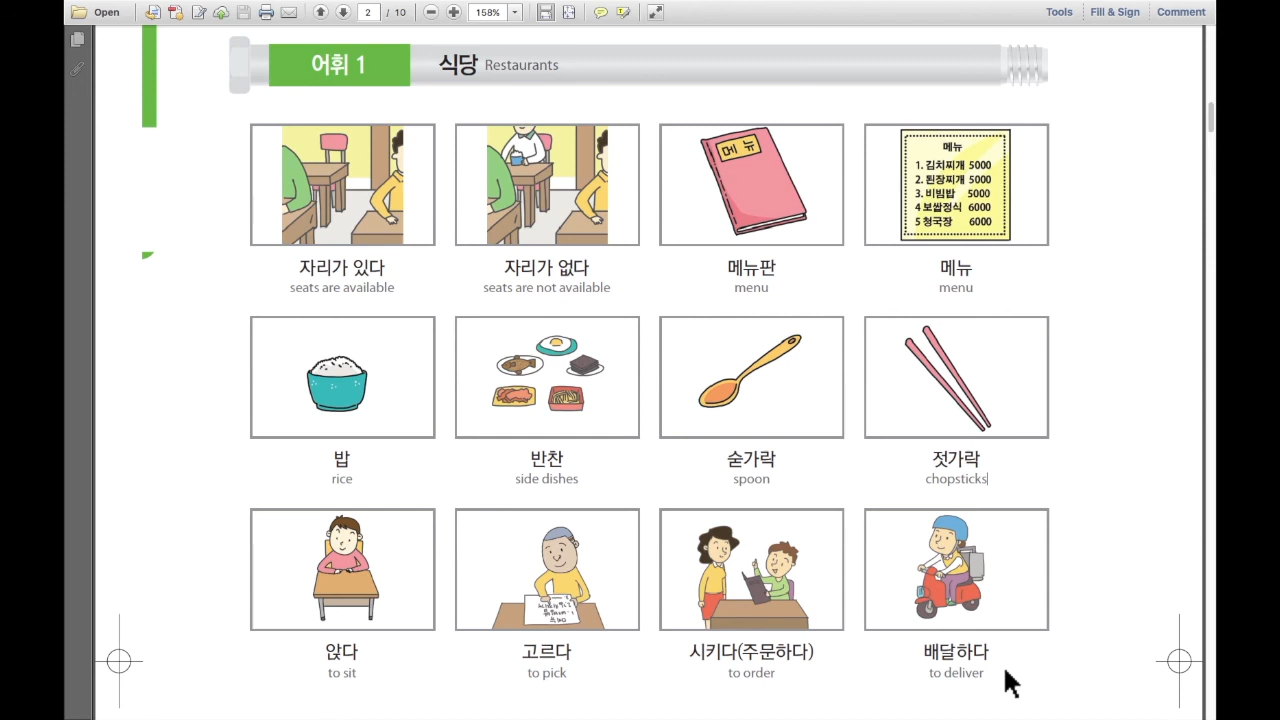 Open
2 / 10
158%
Tools
Fill & Sign
Comment
어휘 1
식당 Restaurants
메뉴
메뉴
1. 김치찌개 5000
2. 된장찌개 5000
3. 비빔밥 5000
4 보쌈정식 6000
5 청국장 6000
자리가 있다
seats are available
자리가 없다
seats are not available
메뉴판
menu
메뉴
menu
밥
rice
반찬
side dishes
숟가락
spoon
젓가락
chopsticks
앉다
to sit
고르다
to pick
시키다(주문하다)
to order
배달하다
to deliver